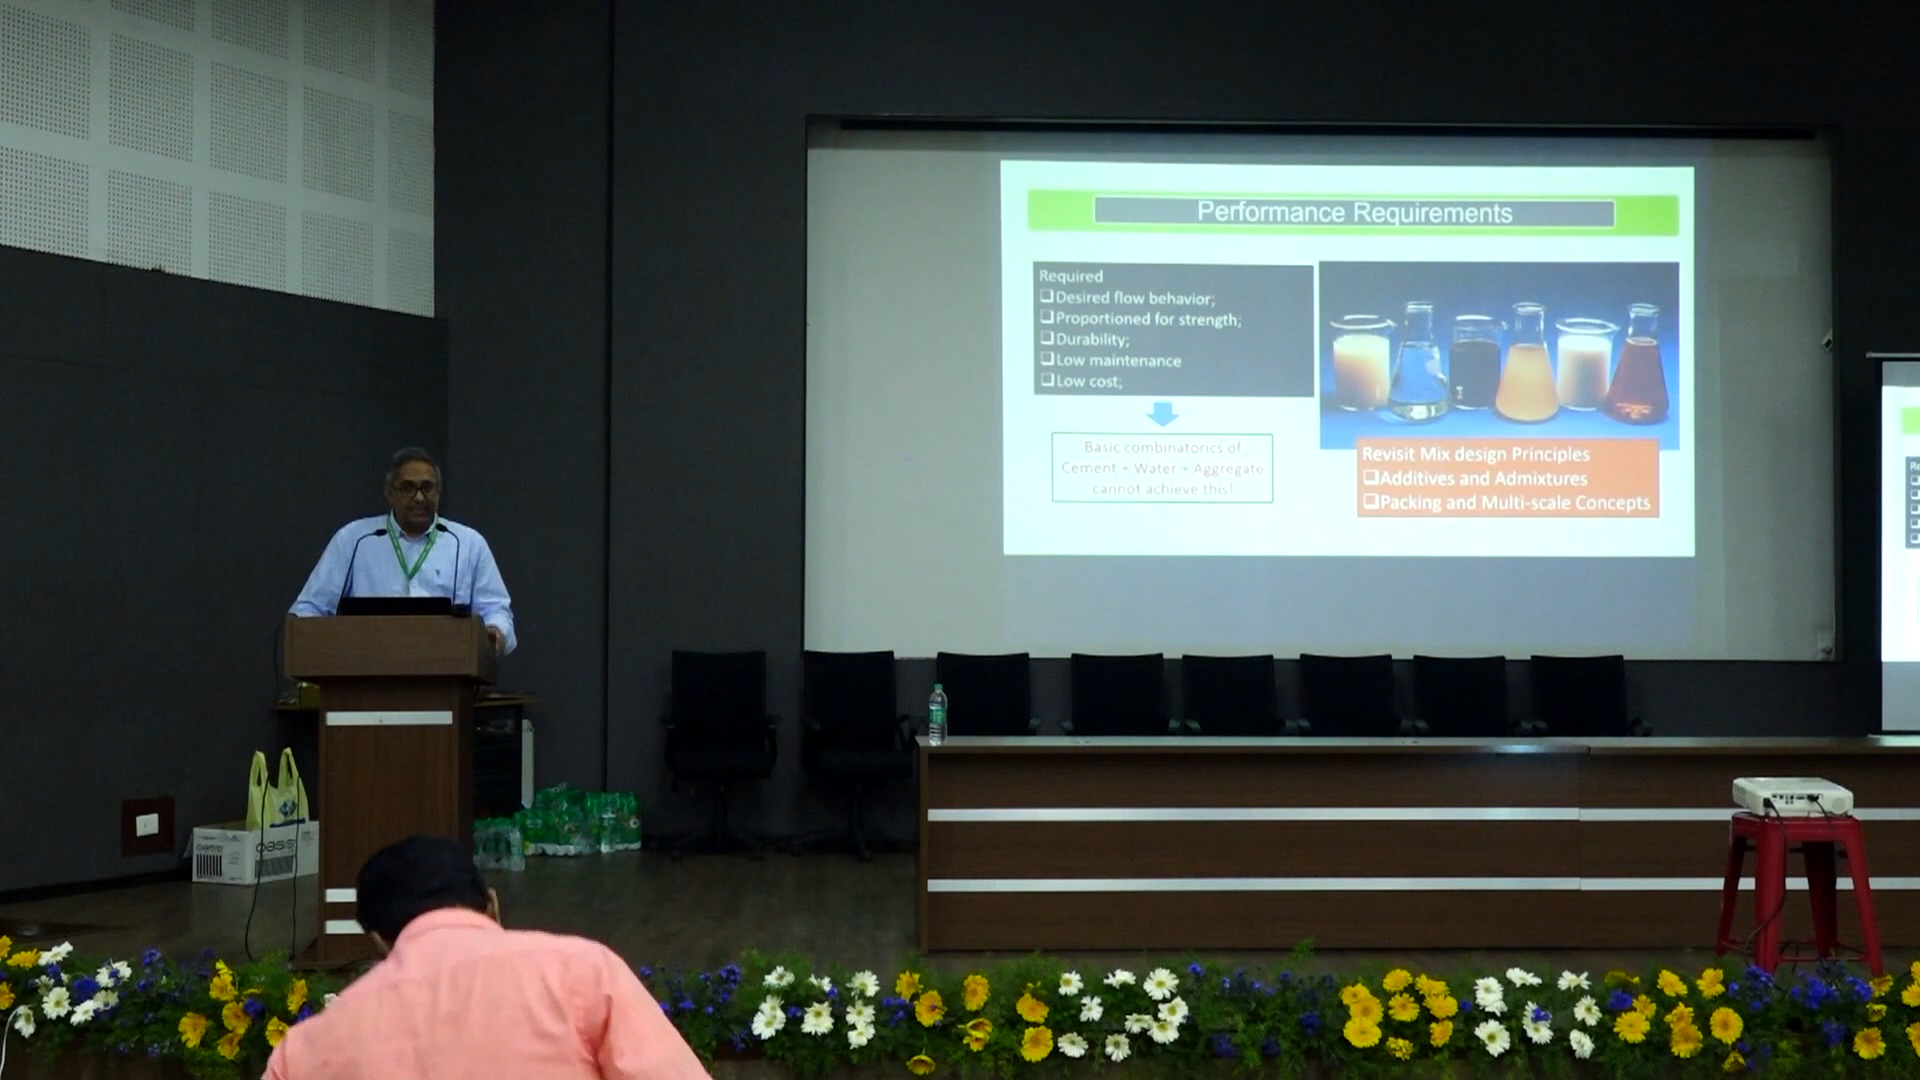 Performance Requirements
Required
❑Desired flow behavior;
❑Proportioned for strength;
❑Durability;
❑Low maintenance
❑Low cost;
Basic combinatorics of
Cement + Water + Aggregate
cannot achieve this!
Revisit Mix design Principles
❑Additives and Admixtures
❑Packing and Multi-scale Concepts
OASIS